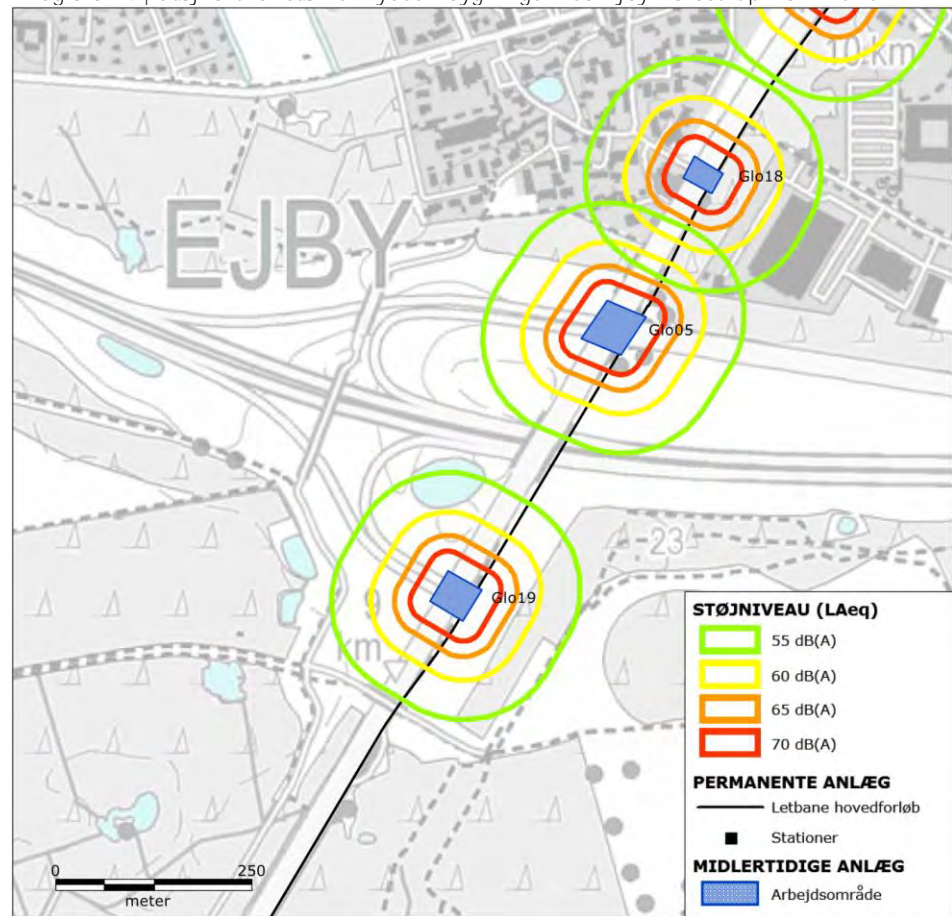 10 km
Glo18
EJBY
Glo05
23
Glo19
km
STØJNIVEAU (LAeq)
55 dB(A)
60 dB(A)
65 dB(A)
70 dB(A)
PERMANENTE ANLÆG
Letbane hovedforløb
Stationer
MIDLERTIDIGE ANLÆG
Arbejdsområde
0 250
meter